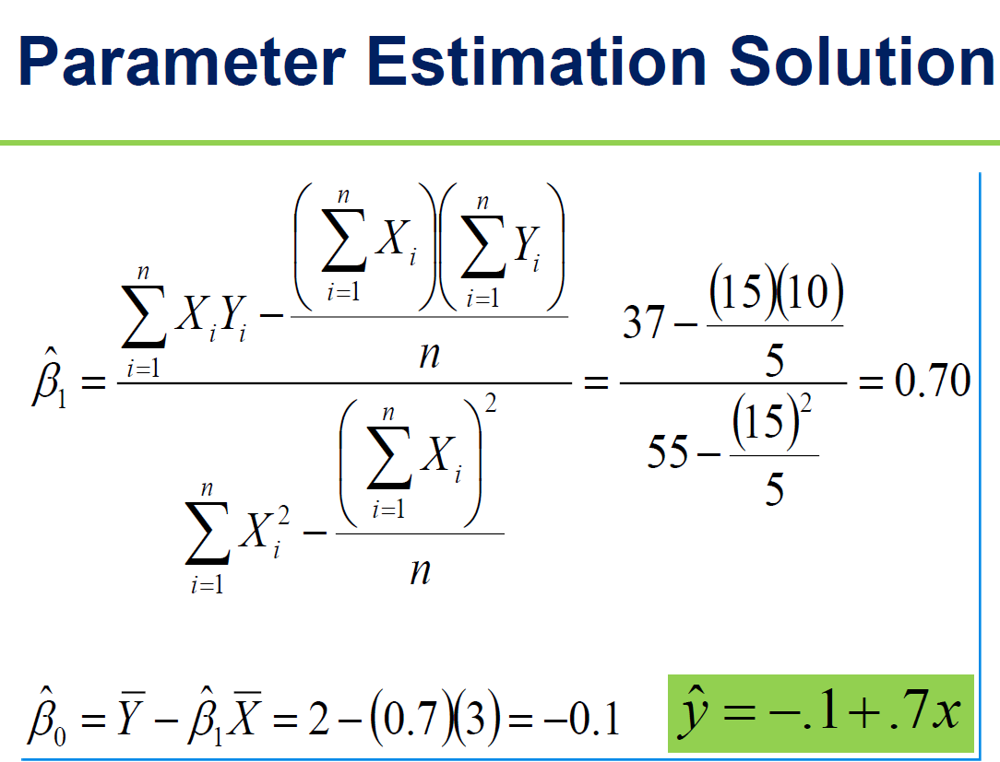 Parameter Estimation Solution
\hat{\beta}_1 = \frac{\sum_{i=1}^{n} X_i Y_i - \frac{\left(\sum_{i=1}^{n} X_i\right)\left(\sum_{i=1}^{n} Y_i\right)}{n}}{\sum_{i=1}^{n} X_i^2 - \frac{\left(\sum_{i=1}^{n} X_i\right)^2}{n}} = \frac{37 - \frac{(15)(10)}{5}}{55 - \frac{(15)^2}{5}} = 0.70
\hat{\beta}_0 = \overline{Y} - \hat{\beta}_1 \overline{X} = 2 - (0.7)(3) = -0.1
\hat{y} = -.1 + .7x